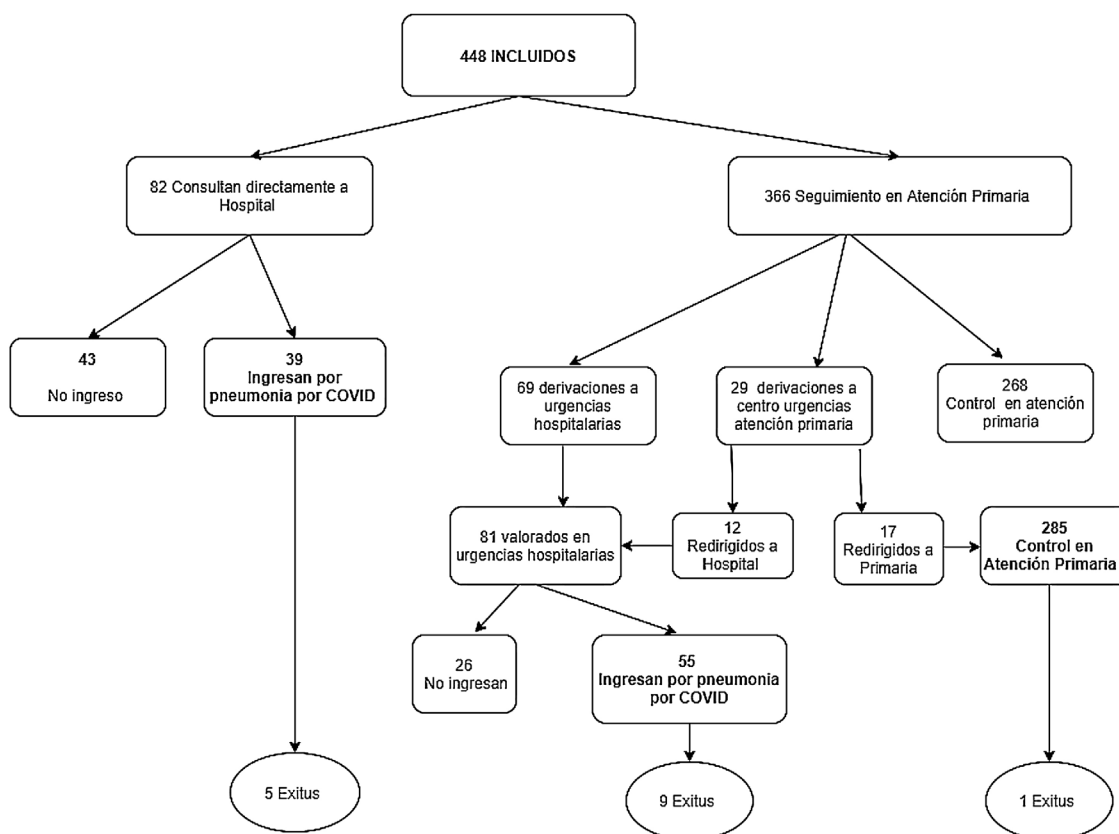 448 INCLUIDOS
82 Consultan directamente a
Hospital
366 Seguimiento en Atención Primaria
43
No ingreso
39
Ingresan por
pneumonia por COVID
69 derivaciones a
urgencias
hospitalarias
29 derivaciones a
centro urgencias
atención primaria
268
Control en atención
primaria
81 valorados en
urgencias hospitalarias
12
Redirigidos a
Hospital
17
Redirigidos a
Primaria
285
Control en
Atención Primaria
26
No ingresan
55
Ingresan por pneumonia
por COVID
5 Exitus
9 Exitus
1 Exitus